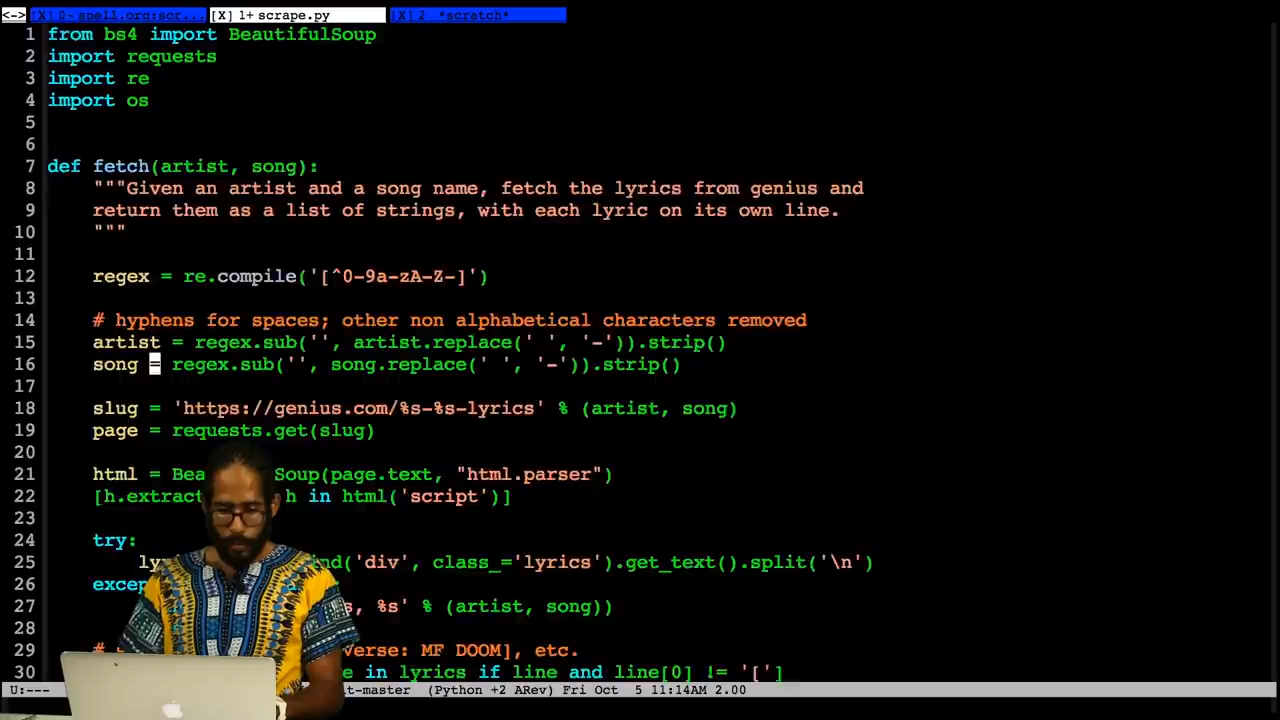 <-> [X] 0- spell.org:scr... [X] 1+ scrape.py [X] 2 *scratch*
1 from bs4 import BeautifulSoup
2 import requests
3 import re
4 import os
5
6
7 def fetch(artist, song):
8 """Given an artist and a song name, fetch the lyrics from genius and
9 return them as a list of strings, with each lyric on its own line.
10 """
11
12 regex = re.compile('[^0-9a-zA-Z-]')
13
14 # hyphens for spaces; other non alphabetical characters removed
15 artist = regex.sub('', artist.replace(' ', '-')).strip()
16 song = regex.sub('', song.replace(' ', '-')).strip()
17
18 slug = 'https://genius.com/%s-%s-lyrics' % (artist, song)
19 page = requests.get(slug)
20
21 html = Bea Soup(page.text, "html.parser")
22 [h.extract h in html('script')]
23
24 try:
25 ly nd('div', class_='lyrics').get_text().split('\n')
26 excep
27 s, %s' % (artist, song))
28
29 # verse: MF DOOM], etc.
30 e in lyrics if line and line[0] != '[']
U:--- t-master (Python +2 ARev) Fri Oct 5 11:14AM 2.00